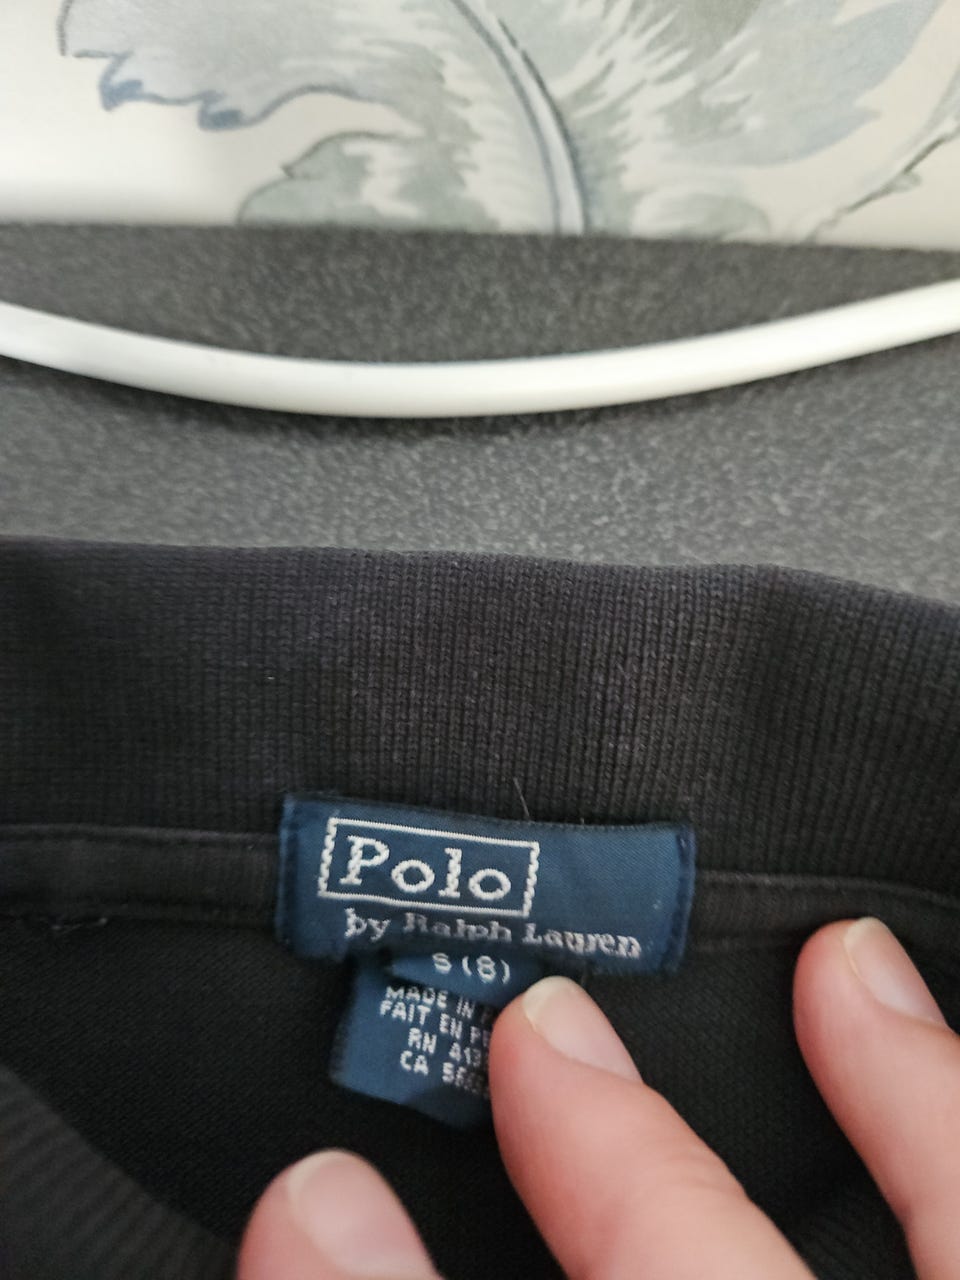 Polo
by Ralph Lauren
S (8)
MADE IN
FAIT EN
RN
CA